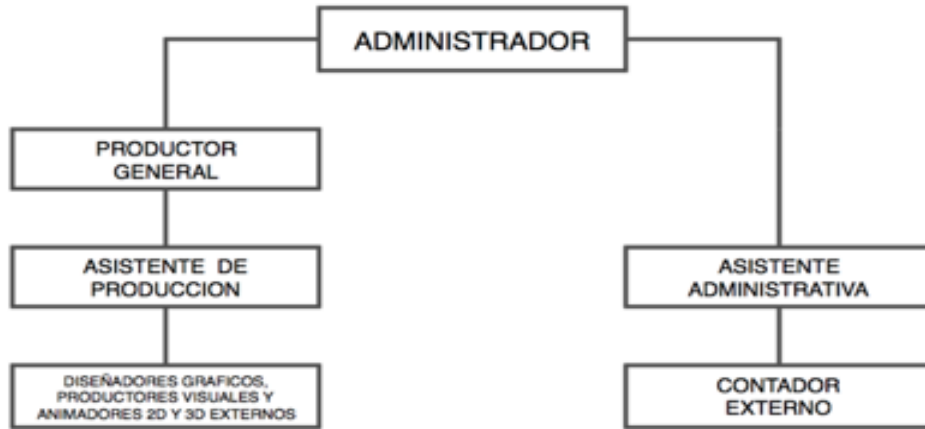 ADMINISTRADOR
PRODUCTOR
GENERAL
ASISTENTE DE
PRODUCCION
DISEÑADORES GRAFICOS,
PRODUCTORES VISUALES Y
ANIMADORES 2D Y 3D EXTERNOS
ASISTENTE
ADMINISTRATIVA
CONTADOR
EXTERNO